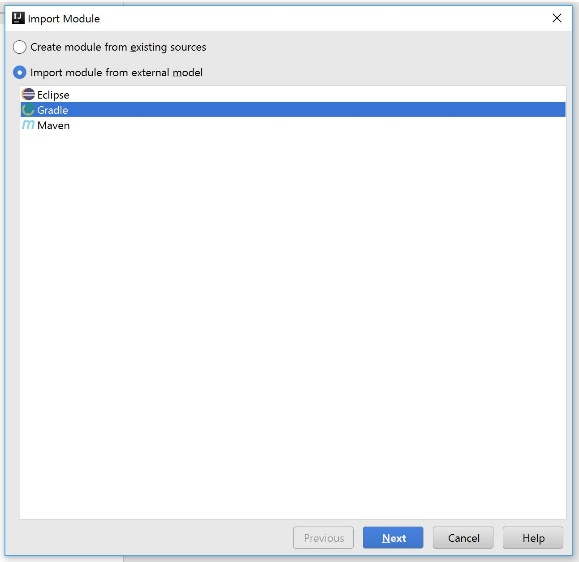 Import Module
Create module from existing sources
Import module from external model
Eclipse
Gradle
Maven
Previous Next Cancel Help